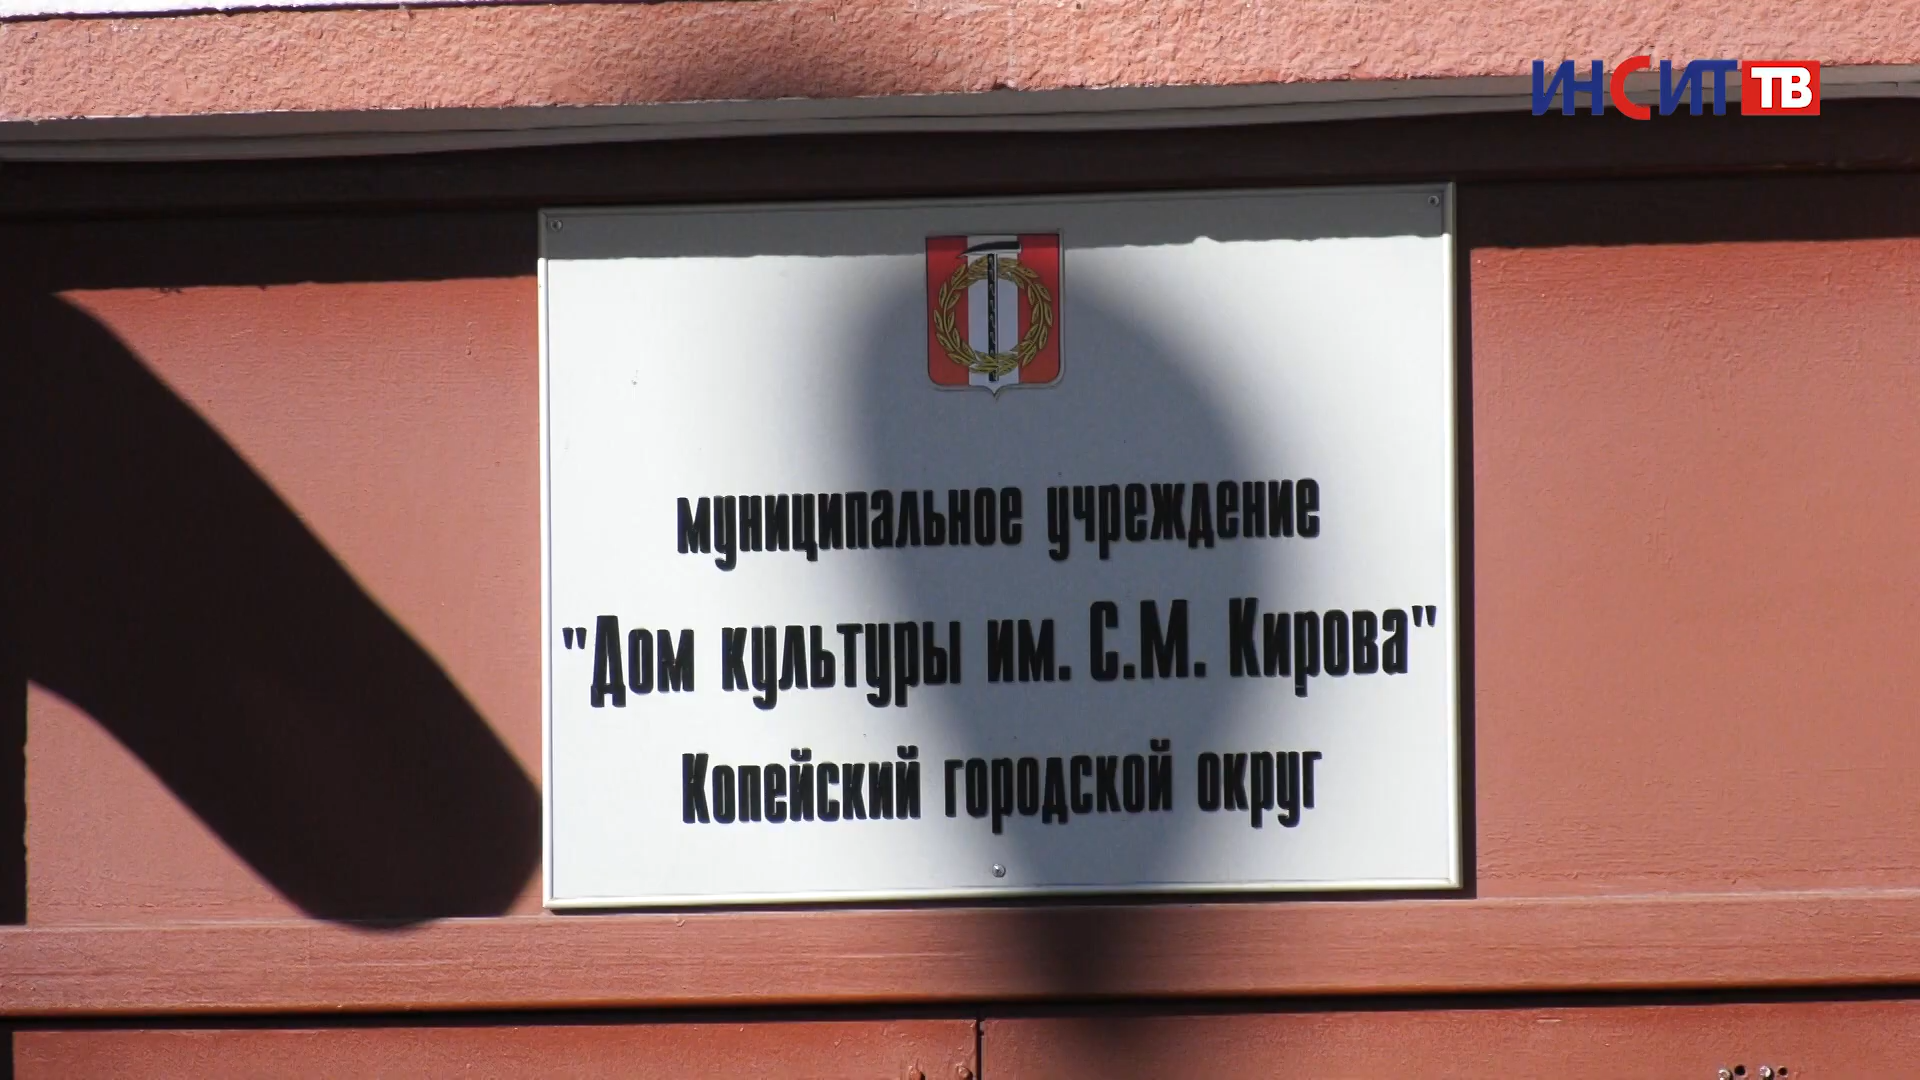 ИНСИТ ТВ
муниципальное учреждение
"Дом культуры им. С.М. Кирова"
Копейский городской округ